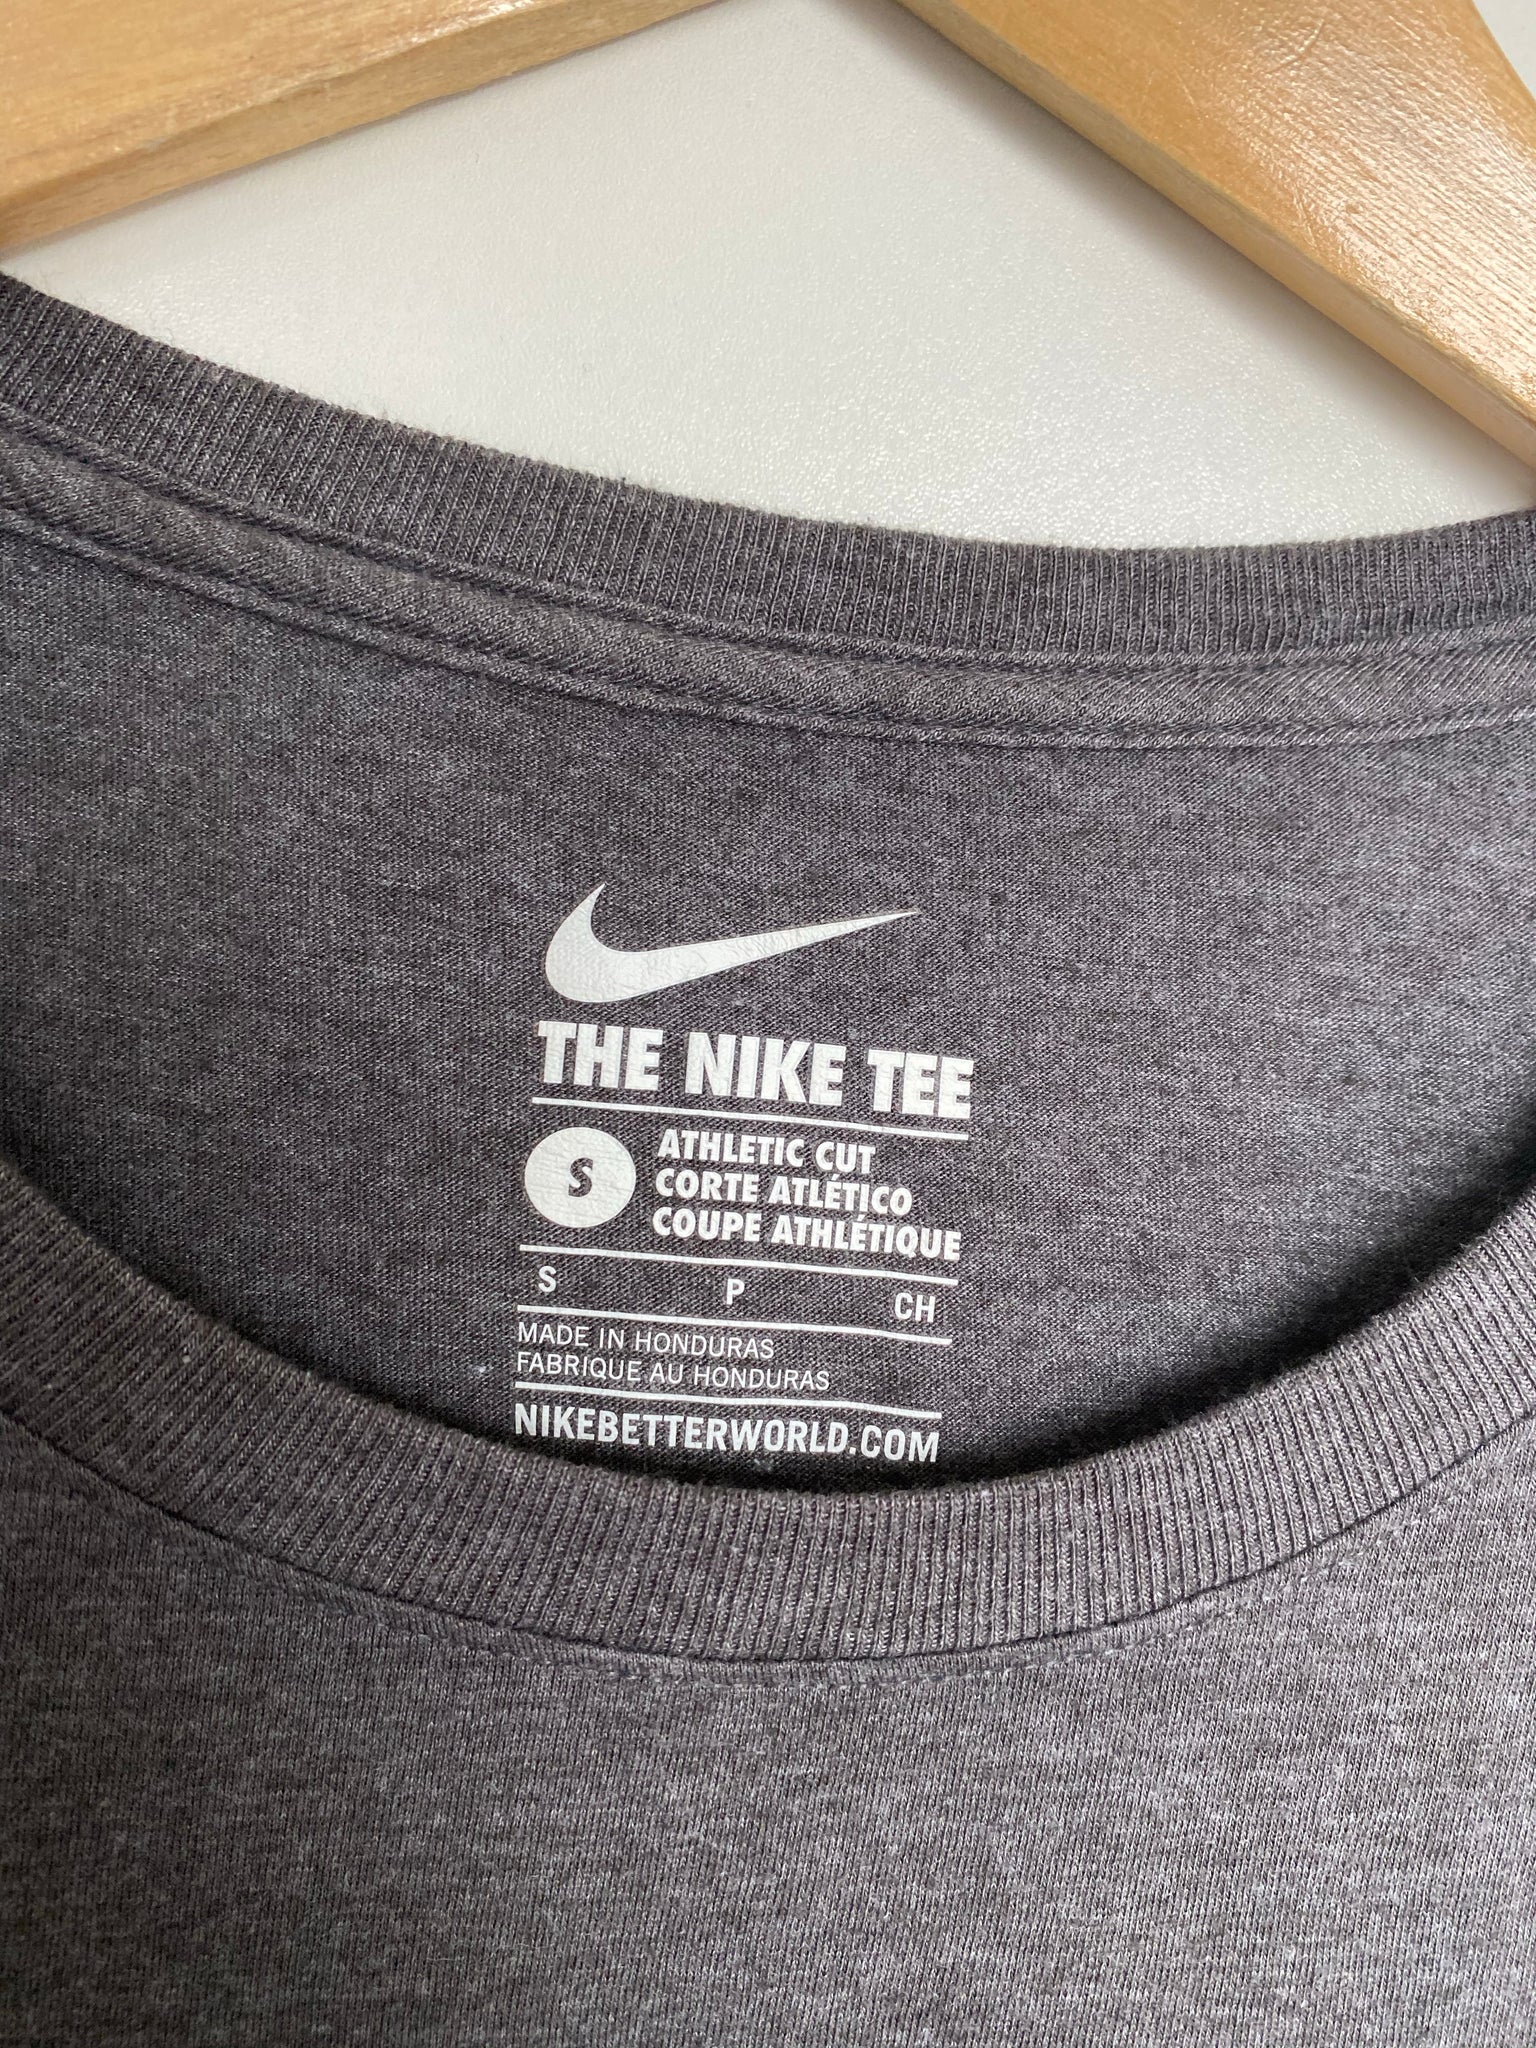 THE NIKE TEE
S
ATHLETIC CUT
CORTE ATLÉTICO
COUPE ATHLÉTIQUE
S P CH
MADE IN HONDURAS
FABRIQUE AU HONDURAS
NIKEBETTERWORLD.COM